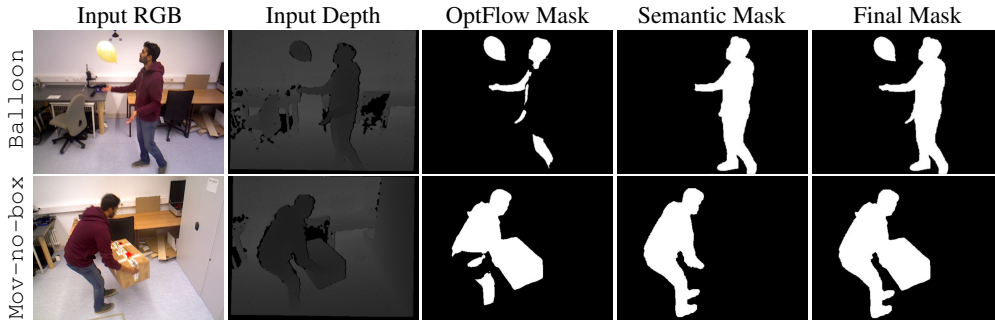 Input RGB Input Depth OptFlow Mask Semantic Mask Final Mask
Balloon
Mov-no-box